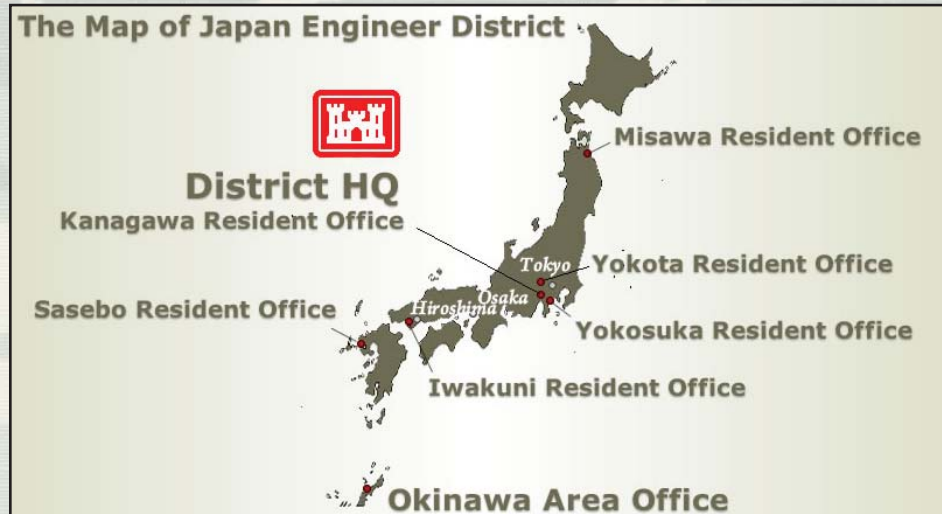 The Map of Japan Engineer District
Misawa Resident Office
District HQ
Kanagawa Resident Office
Tokyo
Yokota Resident Office
Osaka
Hiroshima
Sasebo Resident Office
Yokosuka Resident Office
Iwakuni Resident Office
Okinawa Area Office